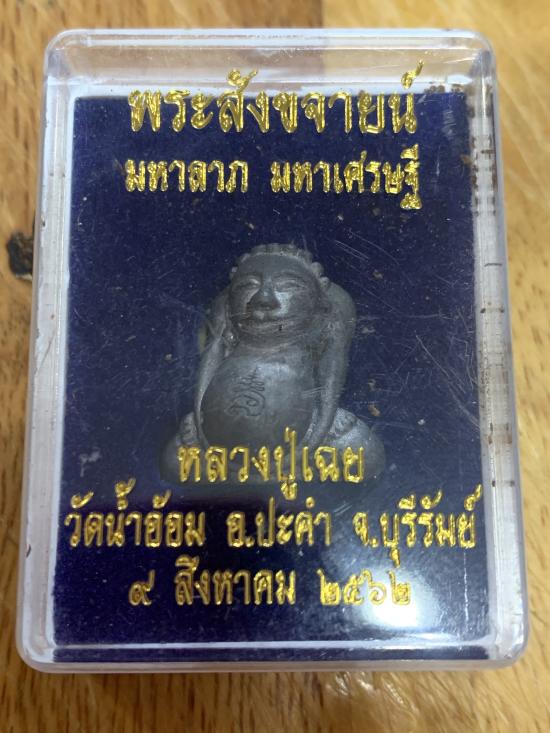 พระสังขจายน์
มหาลาภ มหาเศรษฐี
หลวงปู่เฉย
วัดน้ำอ้อม อ.ปะคำ จ.บุรีรัมย์
๙ สิงหาคม ๒๕๖๒